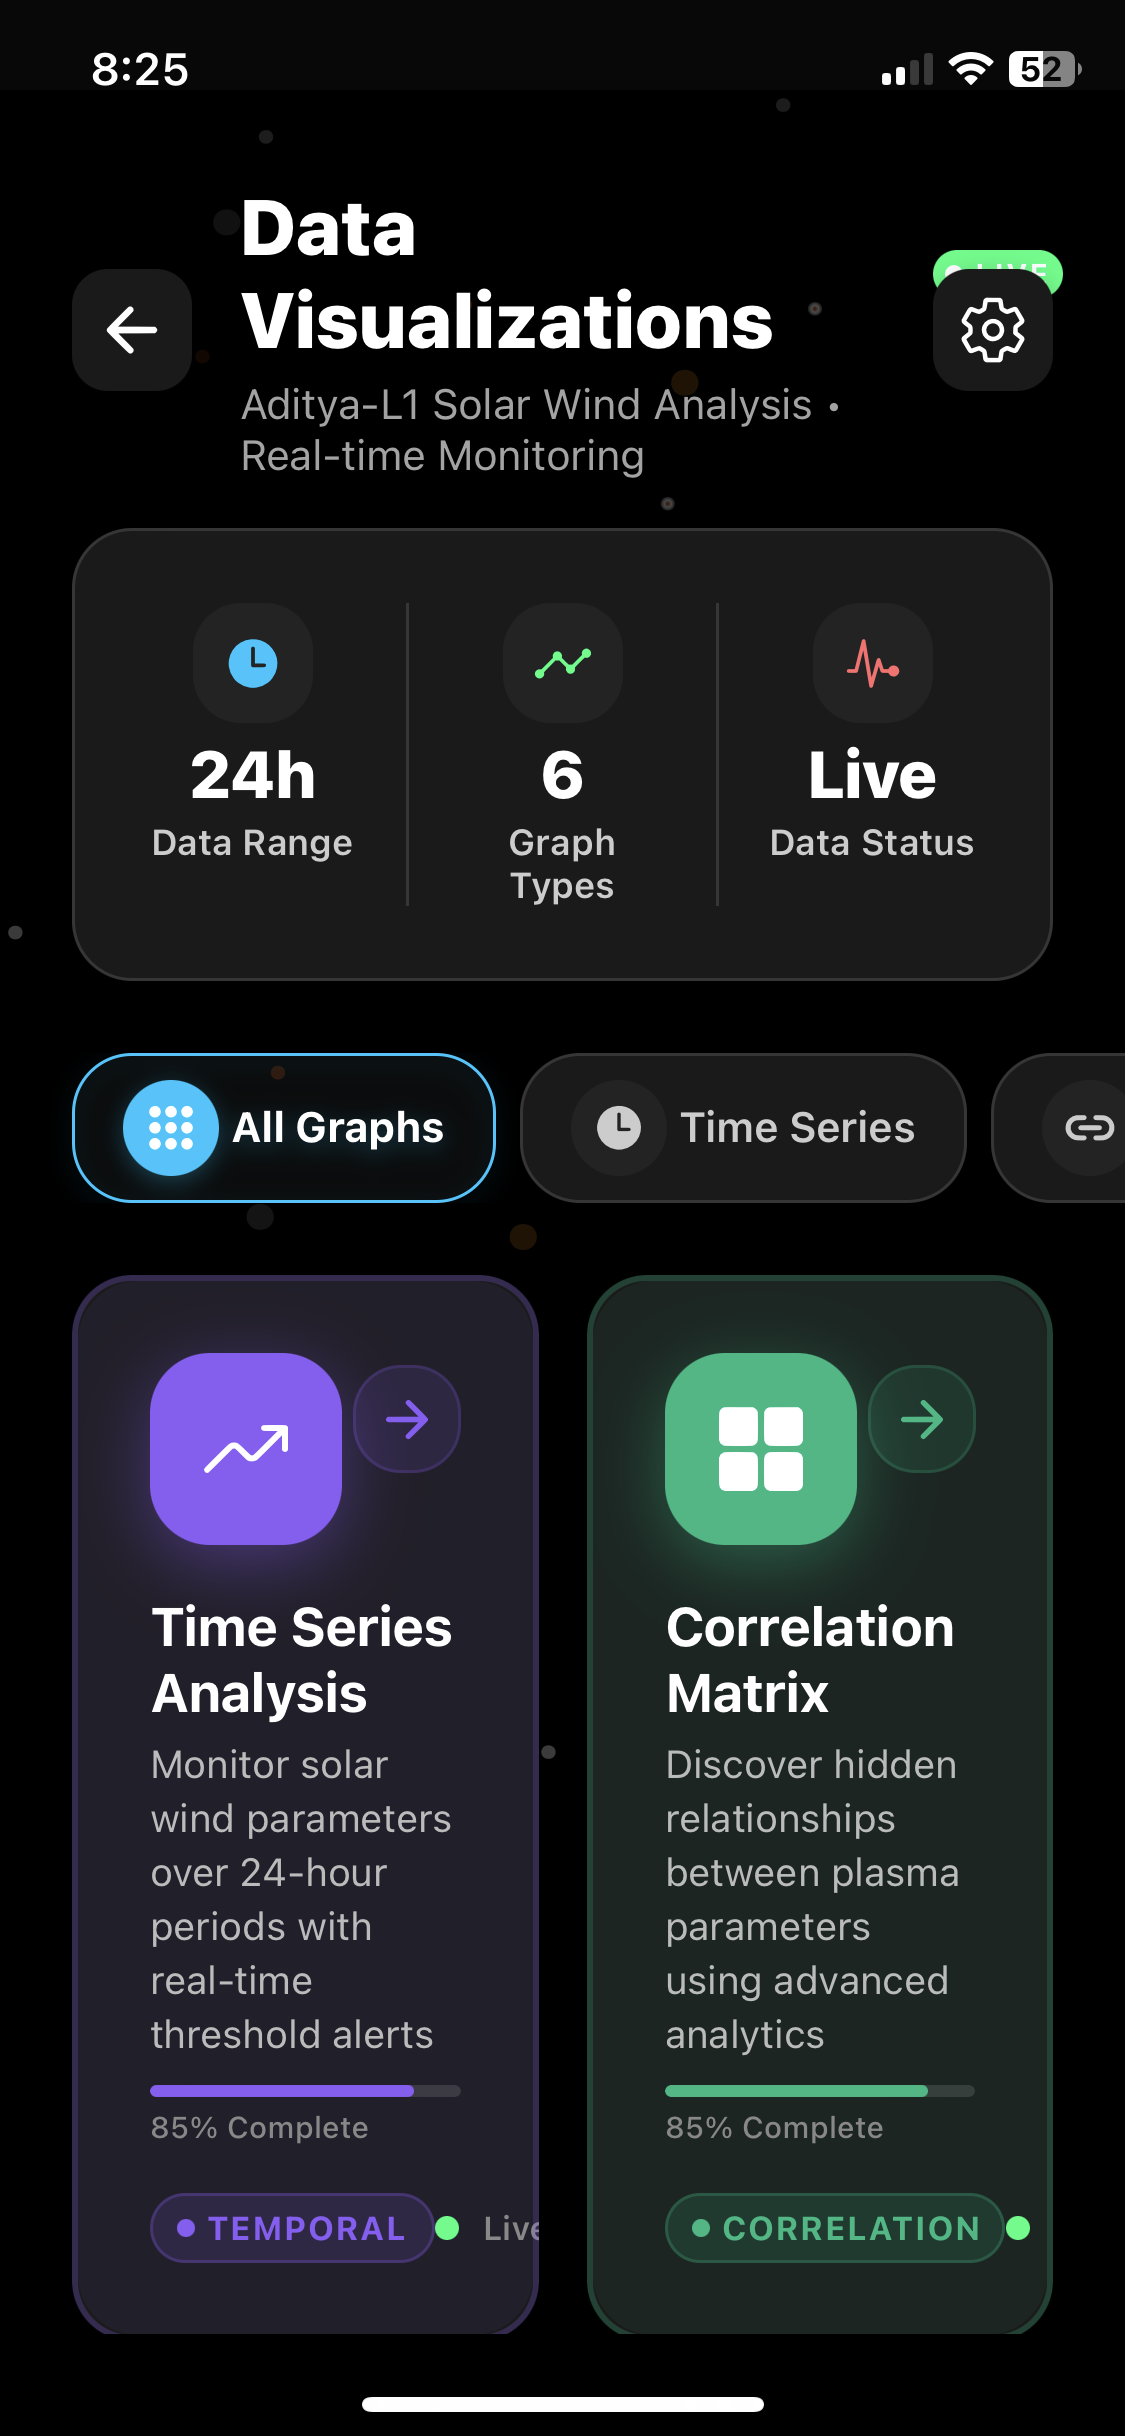 8:25
52
Data
Visualizations
LIVE
Aditya-L1 Solar Wind Analysis •
Real-time Monitoring
24h
Data Range
6
Graph
Types
Live
Data Status
All Graphs
Time Series
Time Series
Analysis
Monitor solar
wind parameters
over 24-hour
periods with
real-time
threshold alerts
85% Complete
TEMPORAL
Live
Correlation
Matrix
Discover hidden
relationships
between plasma
parameters
using advanced
analytics
85% Complete
CORRELATION